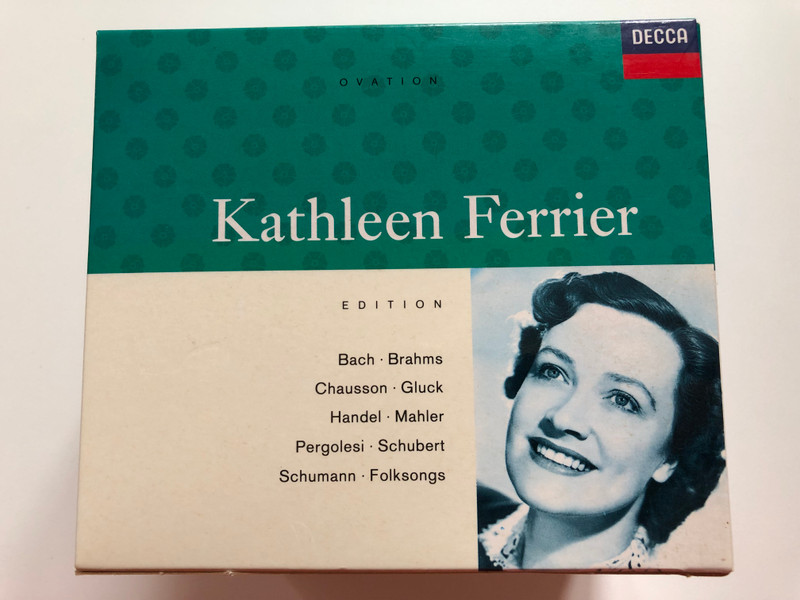 DECCA
OVATION
Kathleen Ferrier
EDITION
Bach · Brahms
Chausson · Gluck
Handel · Mahler
Pergolesi · Schubert
Schumann · Folksongs